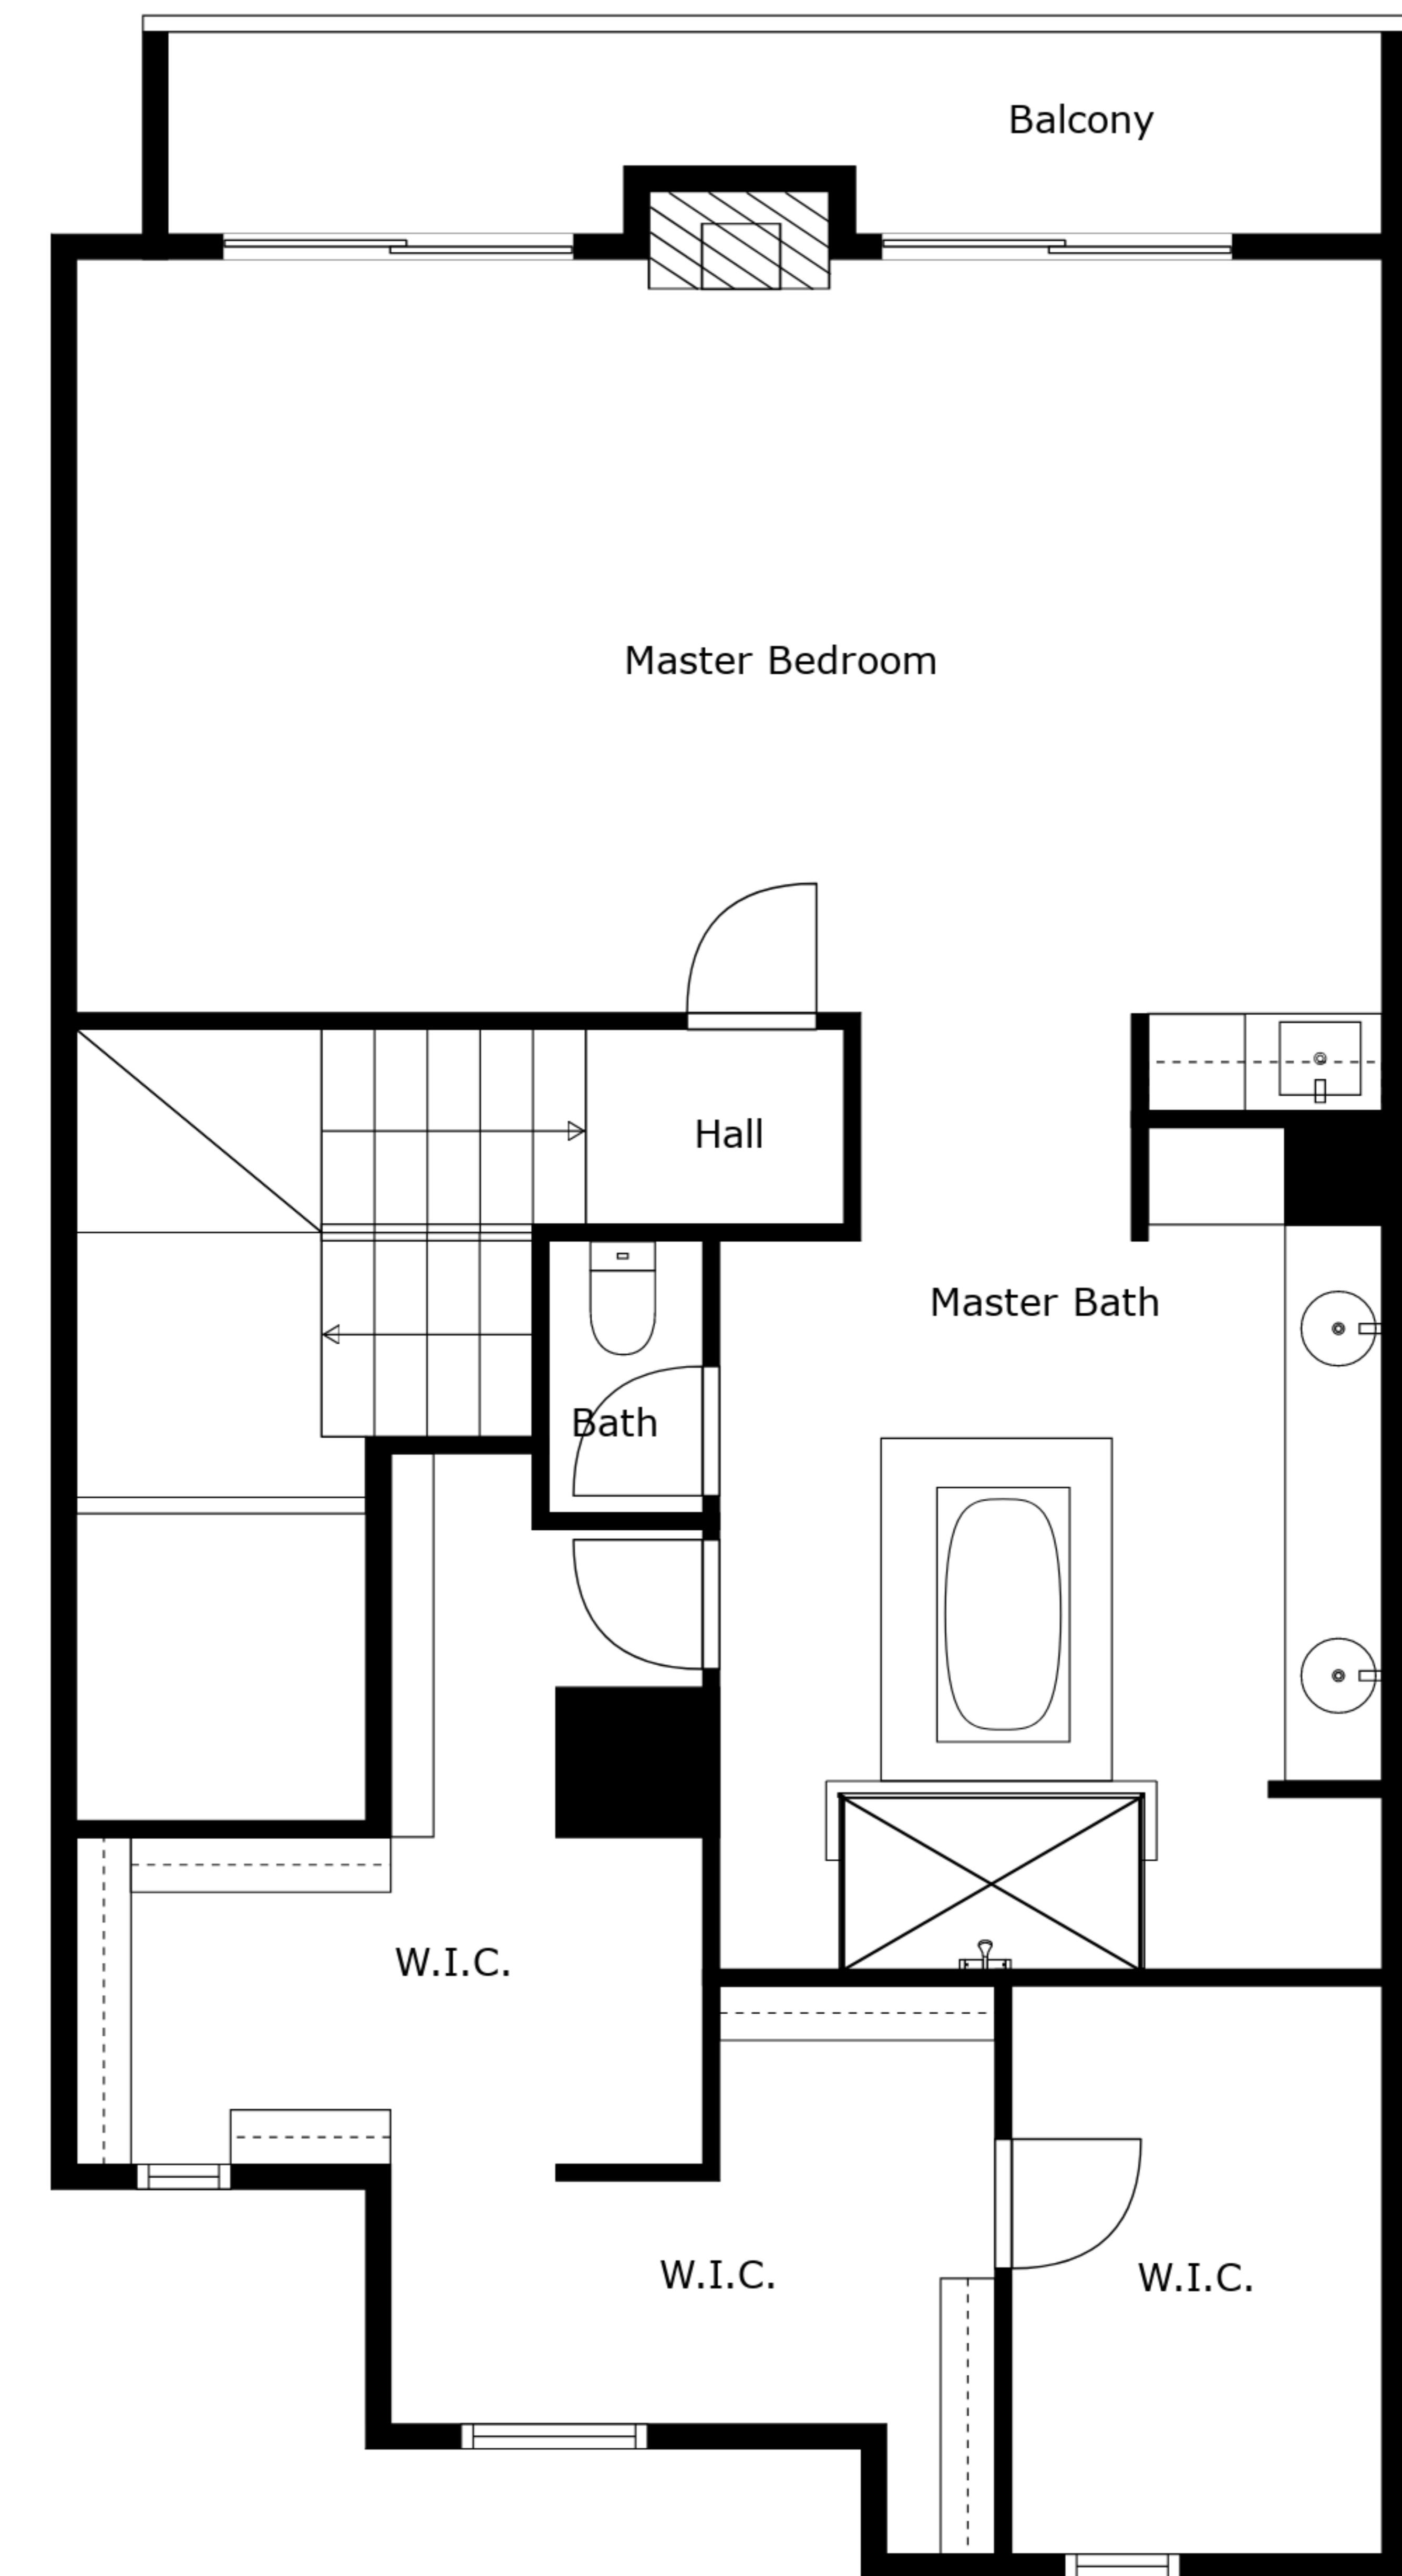 Balcony
Master Bedroom
Hall
Master Bath
Bath
W.I.C.
W.I.C.
W.I.C.